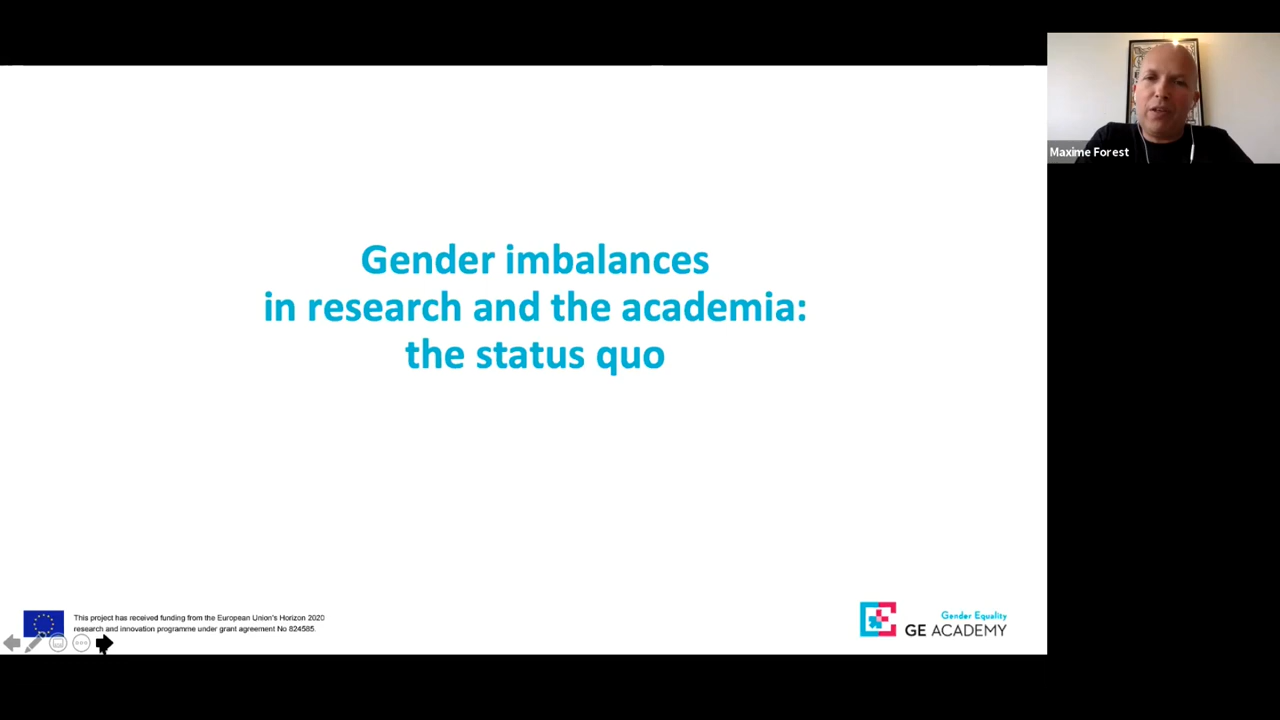 Maxime Forest
Gender imbalances
in research and the academia:
the status quo
This project has received funding from the European Union's Horizon 2020
research and innovation programme under grant agreement No 824585.
Gender Equality
GE ACADEMY